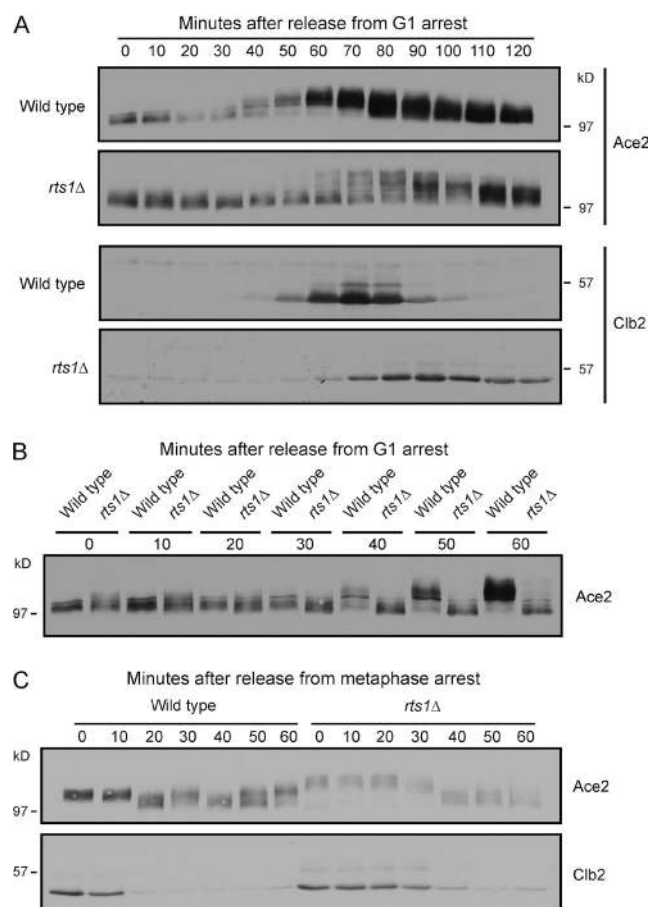 A
Minutes after release from G1 arrest
0 10 20 30 40 50 60 70 80 90 100 110 120
kD
Wild type
97
Ace2
rts1Δ
97
Wild type
57
Clb2
rts1Δ
57
B
Minutes after release from G1 arrest
Wild type rts1Δ Wild type rts1Δ Wild type rts1Δ Wild type rts1Δ Wild type rts1Δ Wild type rts1Δ Wild type rts1Δ
0 10 20 30 40 50 60
kD
97
Ace2
C
Minutes after release from metaphase arrest
Wild type rts1Δ
0 10 20 30 40 50 60 0 10 20 30 40 50 60
kD
Ace2
97
57
Clb2